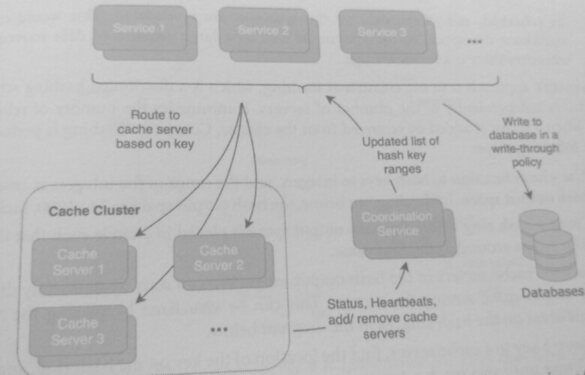 Service 1
Service 2
Service 3
...
Route to
cache server
based on key
Updated list of
hash key
ranges
Write to
database in a
write-through
policy
Cache Cluster
Cache
Server 1
Cache
Server 2
Coordination
Service
Databases
Cache
Server 3
...
Status, Heartbeats,
add/ remove cache
servers